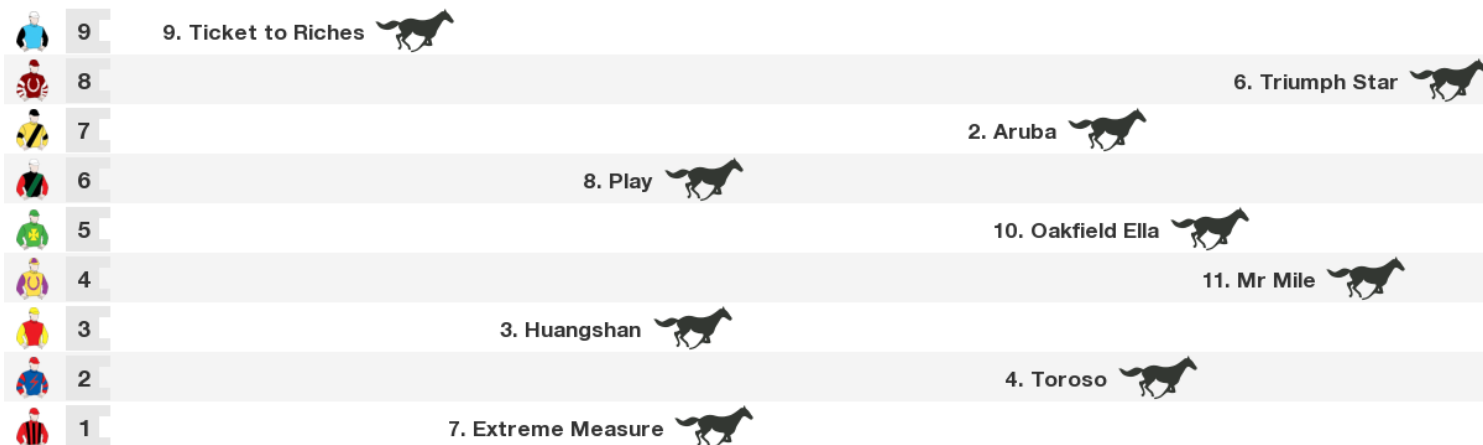 9 9. Ticket to Riches
8 6. Triumph Star
7 2. Aruba
6 8. Play
5 10. Oakfield Ella
4 11. Mr Mile
3 3. Huangshan
2 4. Toroso
1 7. Extreme Measure